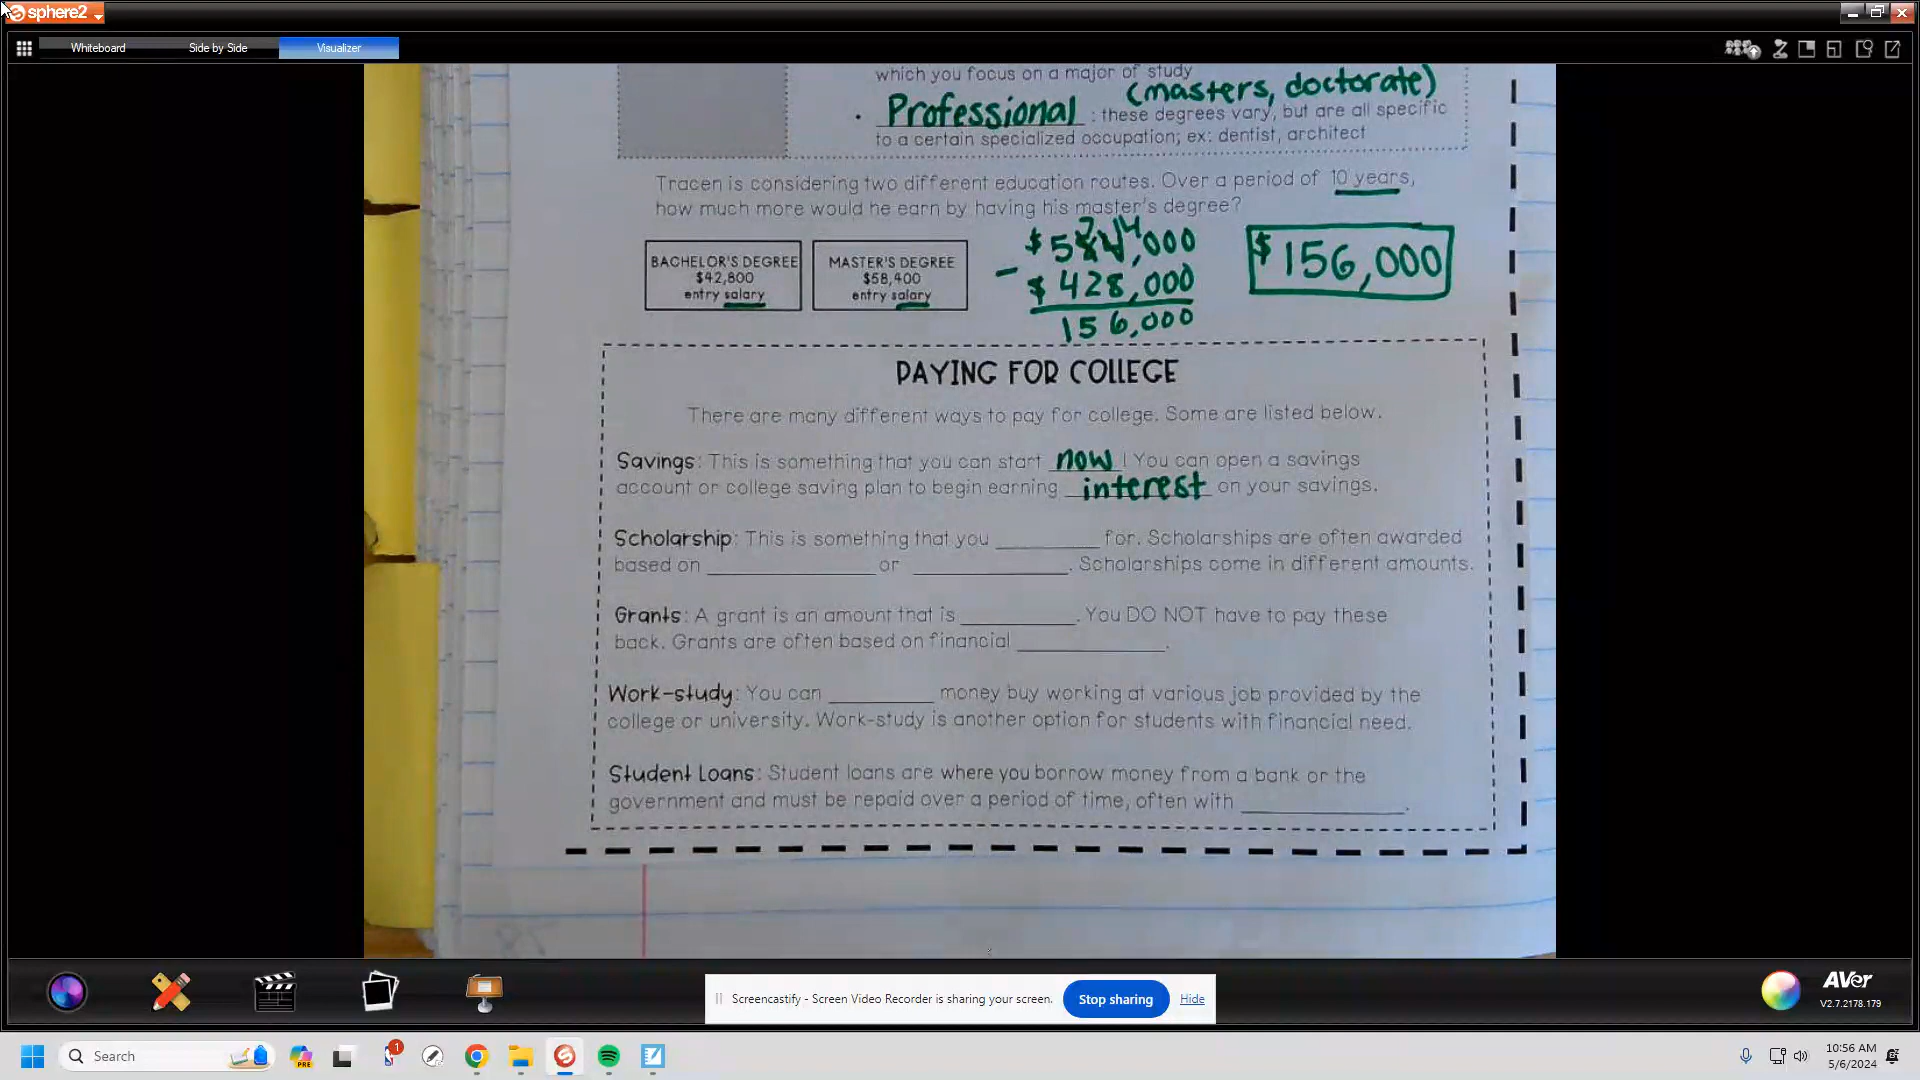 sphere2
Whiteboard Side by Side Visualizer
which you focus on a major of study
(masters, doctorate)
• Professional : these degrees vary, but are all specific
to a certain specialized occupation; ex: dentist, architect
Tracen is considering two different education routes. Over a period of 10 years,
how much more would he earn by having his master's degree?
BACHELOR'S DEGREE
$42,800
entry salary
MASTER'S DEGREE
$58,400
entry salary
7 14
$584,000
- $428,000
156,000
$156,000
PAYING FOR COLLEGE
There are many different ways to pay for college. Some are listed below.
Savings: This is something that you can start now! You can open a savings
account or college saving plan to begin earning interest on your savings.
Scholarship: This is something that you __________ for. Scholarships are often awarded
based on __________ or __________. Scholarships come in different amounts.
Grants: A grant is an amount that is __________. You DO NOT have to pay these
back. Grants are often based on financial __________.
Work-study: You can __________ money buy working at various job provided by the
college or university. Work-study is another option for students with financial need.
Student Loans: Student loans are where you borrow money from a bank or the
government and must be repaid over a period of time, often with __________.
Screencastify - Screen Video Recorder is sharing your screen. Stop sharing Hide
AVer
V2.7.2178.179
Search
PRE
1
10:56 AM
5/6/2024